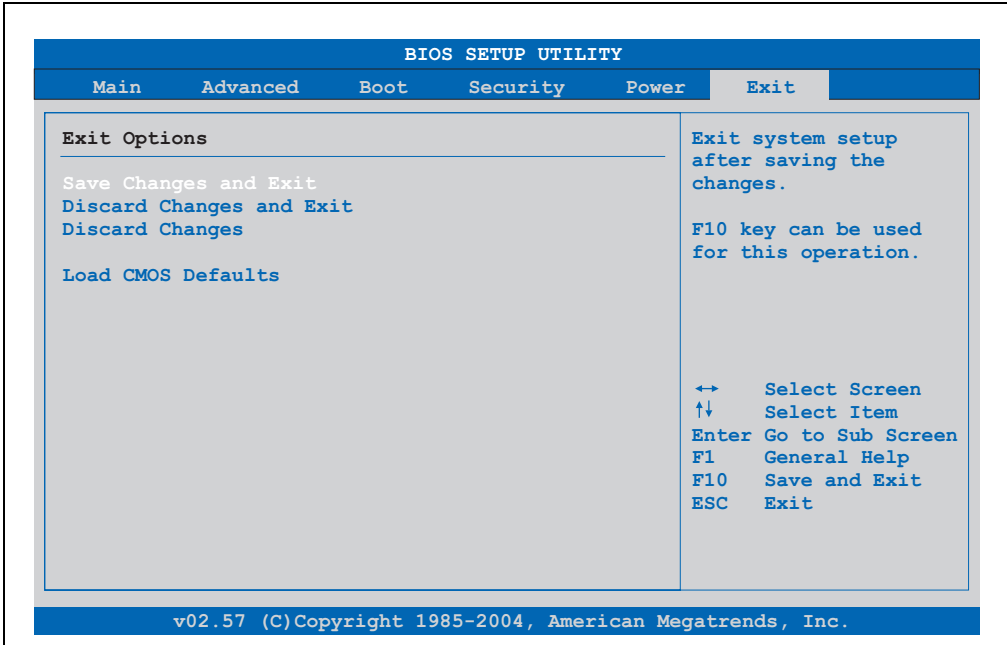 BIOS SETUP UTILITY
Main Advanced Boot Security Power Exit
Exit Options
Save Changes and Exit
Discard Changes and Exit
Discard Changes
Load CMOS Defaults
Exit system setup
after saving the
changes.
F10 key can be used
for this operation.
↔ Select Screen
↑↓ Select Item
Enter Go to Sub Screen
F1 General Help
F10 Save and Exit
ESC Exit
v02.57 (C)Copyright 1985-2004, American Megatrends, Inc.